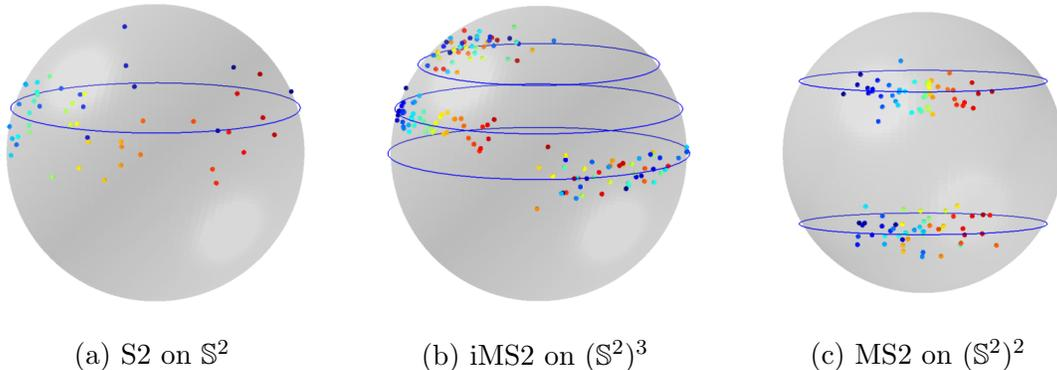 (a) S2 on 𝕊²
(b) iMS2 on (𝕊²)³
(c) MS2 on (𝕊²)²